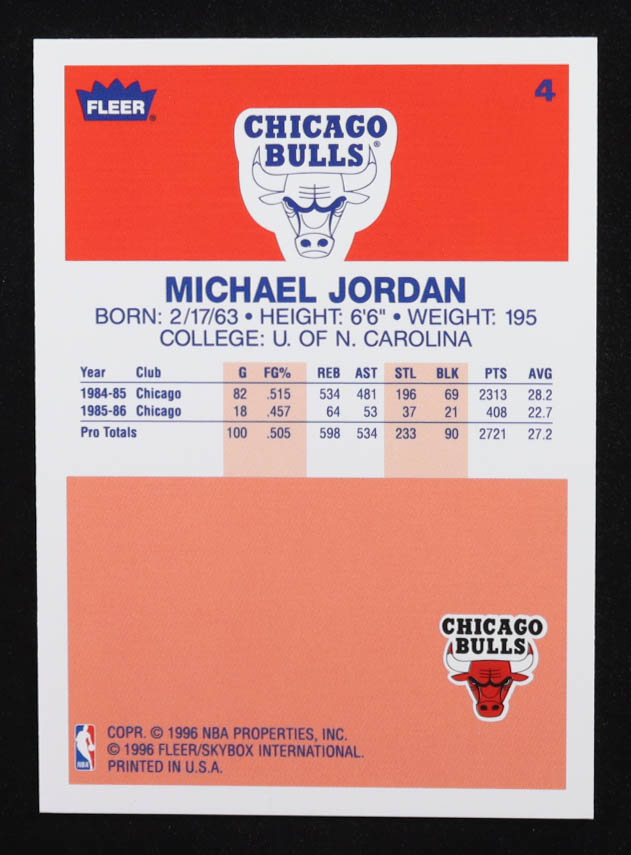 FLEER®
4
CHICAGO
BULLS®
MICHAEL JORDAN
BORN: 2/17/63 • HEIGHT: 6'6" • WEIGHT: 195
COLLEGE: U. OF N. CAROLINA
Year Club G FG% REB AST STL BLK PTS AVG
1984-85 Chicago 82 .515 534 481 196 69 2313 28.2
1985-86 Chicago 18 .457 64 53 37 21 408 22.7
Pro Totals 100 .505 598 534 233 90 2721 27.2
CHICAGO
BULLS
NBA
COPR. © 1996 NBA PROPERTIES, INC.
© 1996 FLEER/SKYBOX INTERNATIONAL.
PRINTED IN U.S.A.